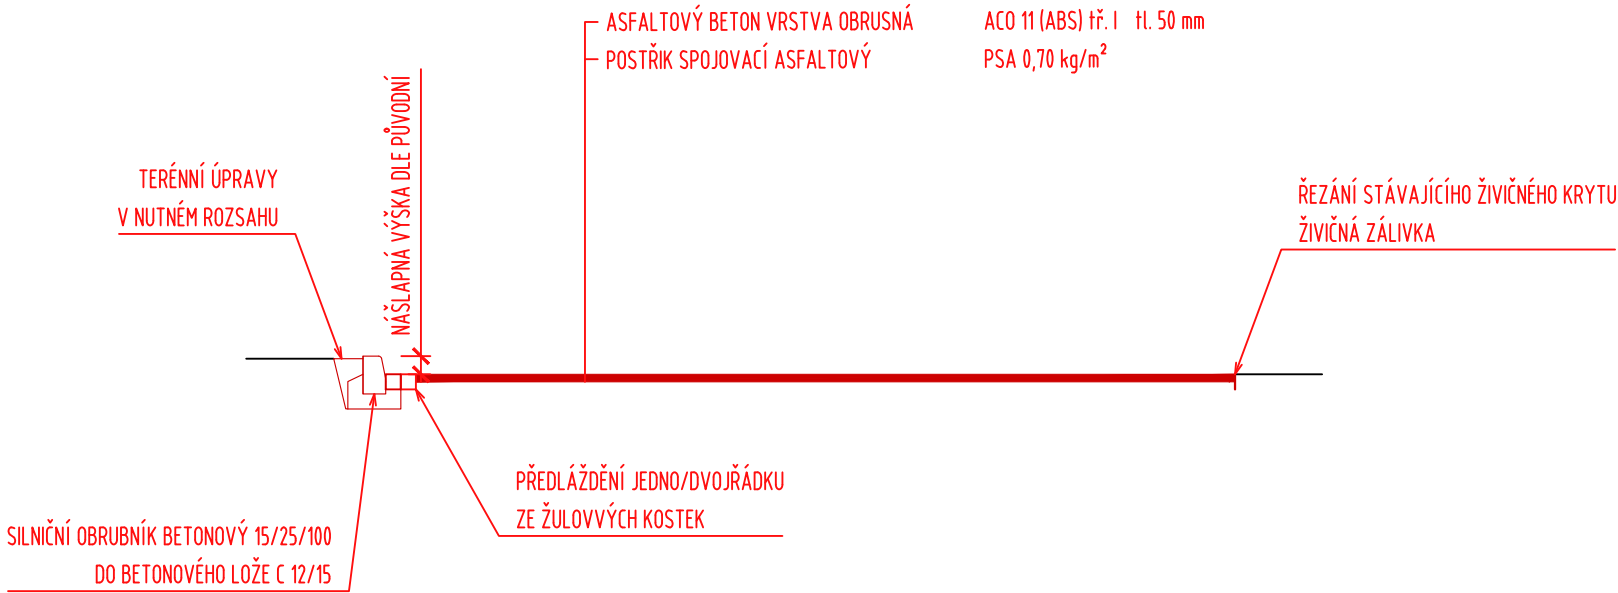 ASFALTOVÝ BETON VRSTVA OBRUSNÁ ACO 11 (ABS) tř. I tl. 50 mm
POSTŘIK SPOJOVACÍ ASFALTOVÝ PSA 0,70 kg/m²
NÁŠLAPNÁ VÝŠKA DLE PŮVODNÍ
TERÉNNÍ ÚPRAVY
V NUTNÉM ROZSAHU
ŘEZÁNÍ STÁVAJÍCÍHO ŽIVIČNÉHO KRYTU
ŽIVIČNÁ ZÁLIVKA
PŘEDLÁŽDĚNÍ JEDNO/DVOJŘÁDKU
ZE ŽULOVVÝCH KOSTEK
SILNIČNÍ OBRUBNÍK BETONOVÝ 15/25/100
DO BETONOVÉHO LOŽE C 12/15